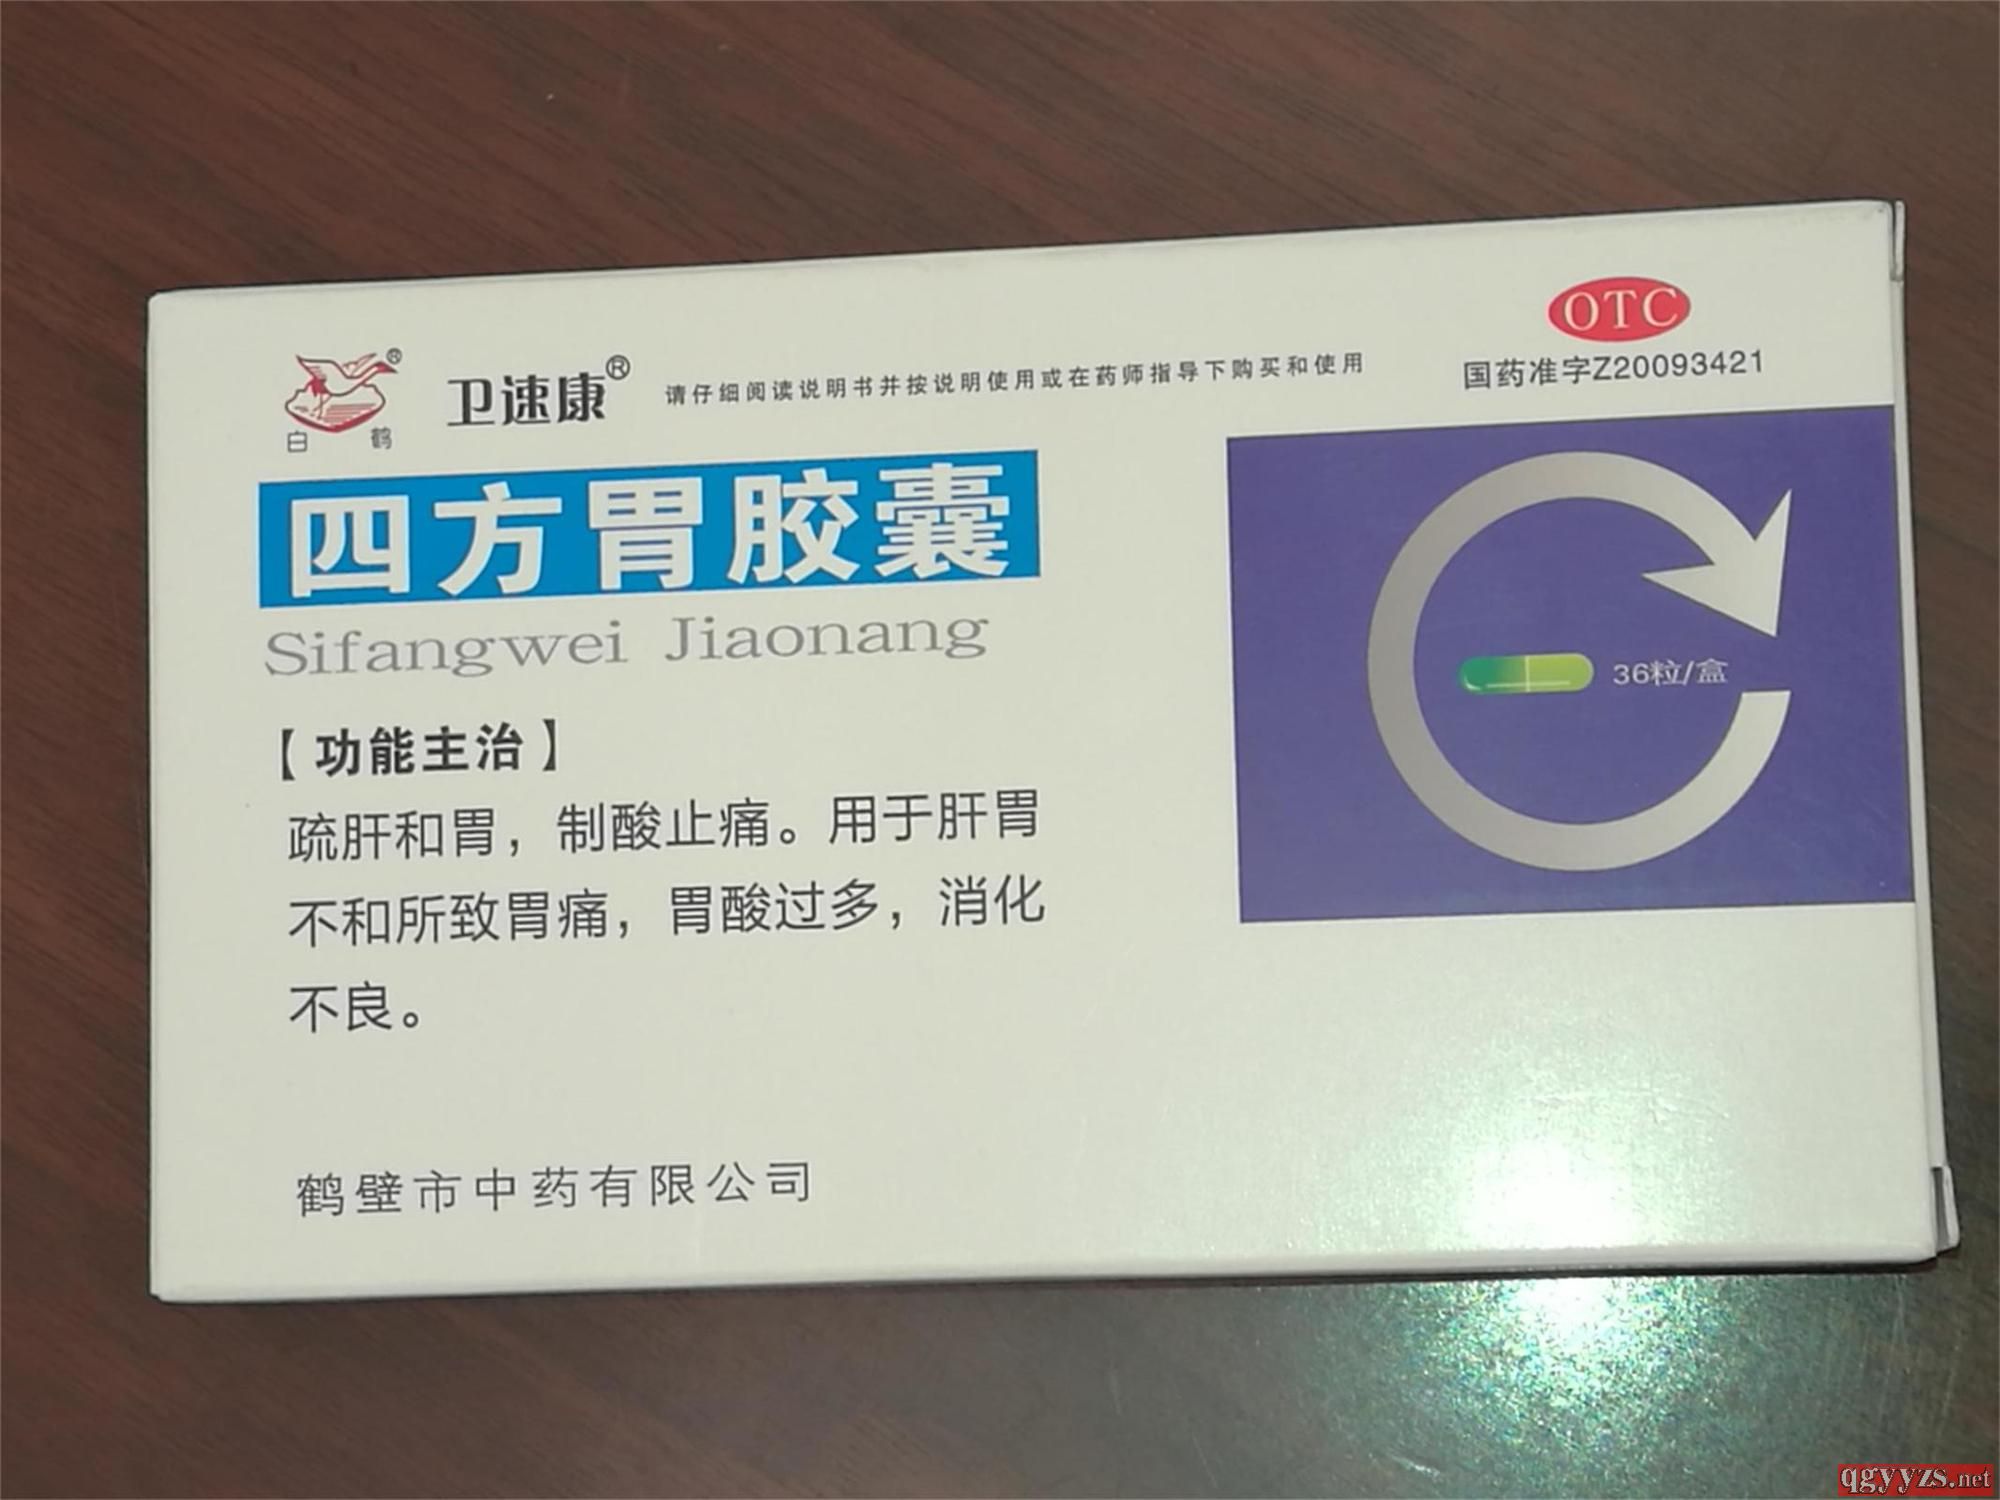 OTC
国药准字Z20093421
白鹤®
卫速康®
请仔细阅读说明书并按说明使用或在药师指导下购买和使用
四方胃胶囊
Sifangwei Jiaonang
36粒/盒
【功能主治】
疏肝和胃，制酸止痛。用于肝胃
不和所致胃痛，胃酸过多，消化
不良。
鹤壁市中药有限公司
qgyyzs.net